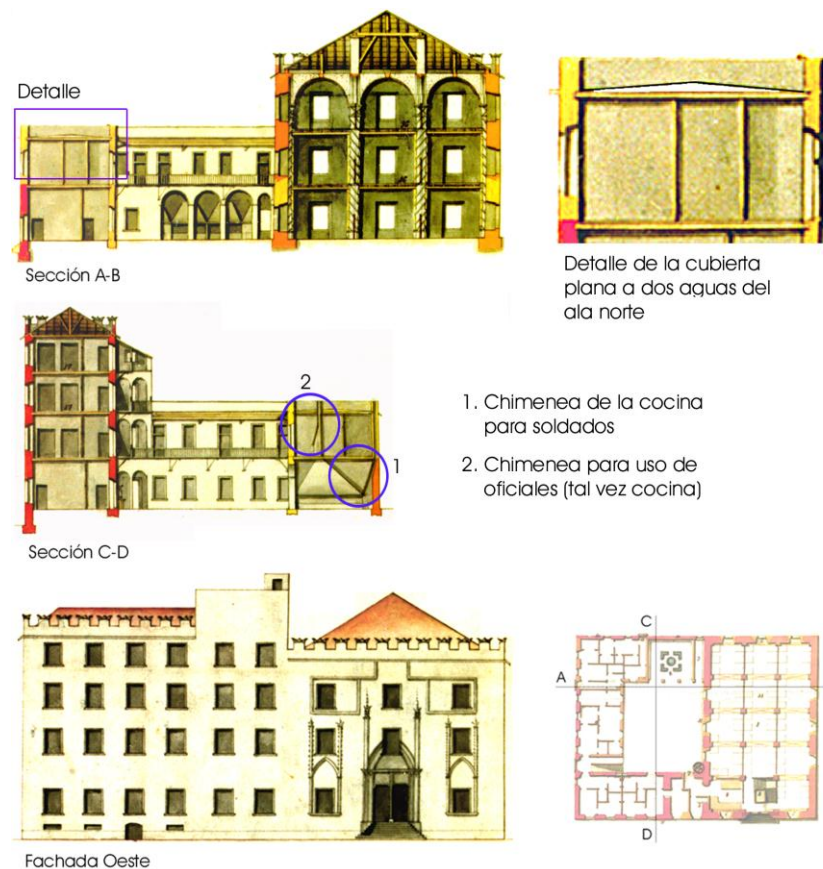 Detalle
Sección A-B
Detalle de la cubierta
plana a dos aguas del
ala norte
2
1
Sección C-D
1. Chimenea de la cocina
para soldados
2. Chimenea para uso de
oficiales (tal vez cocina)
Fachada Oeste
C
A
D